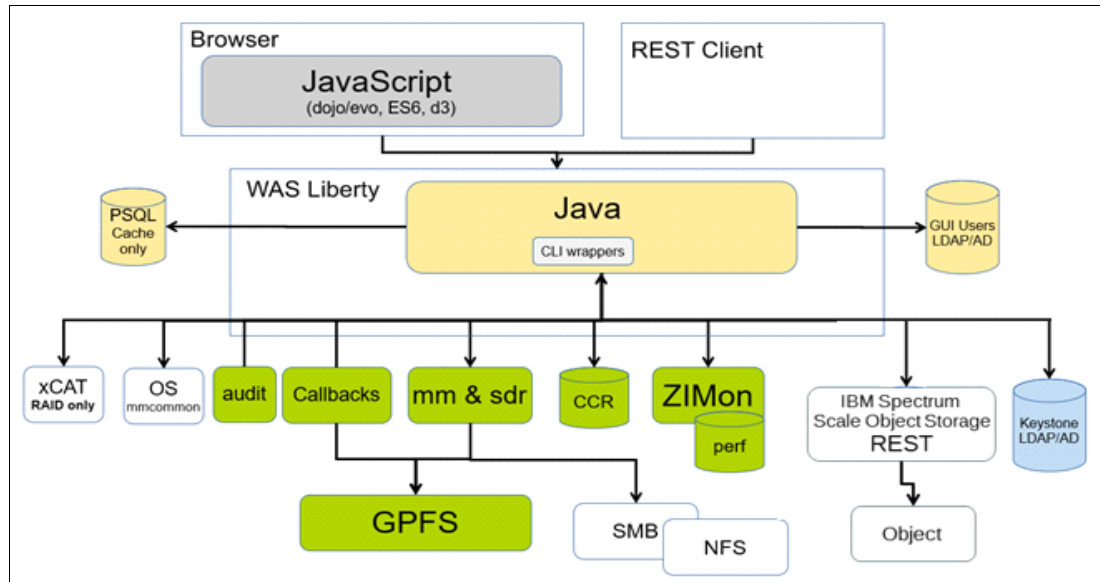 Browser
JavaScript
(dojo/evo, ES6, d3)
REST Client
WAS Liberty
Java
CLI wrappers
PSQL
Cache
only
GUI Users
LDAP/AD
xCAT
RAID only
OS
mmcommon
audit
Callbacks
mm & sdr
CCR
ZIMon
perf
IBM Spectrum
Scale Object Storage
REST
Keystone
LDAP/AD
GPFS
SMB
NFS
Object